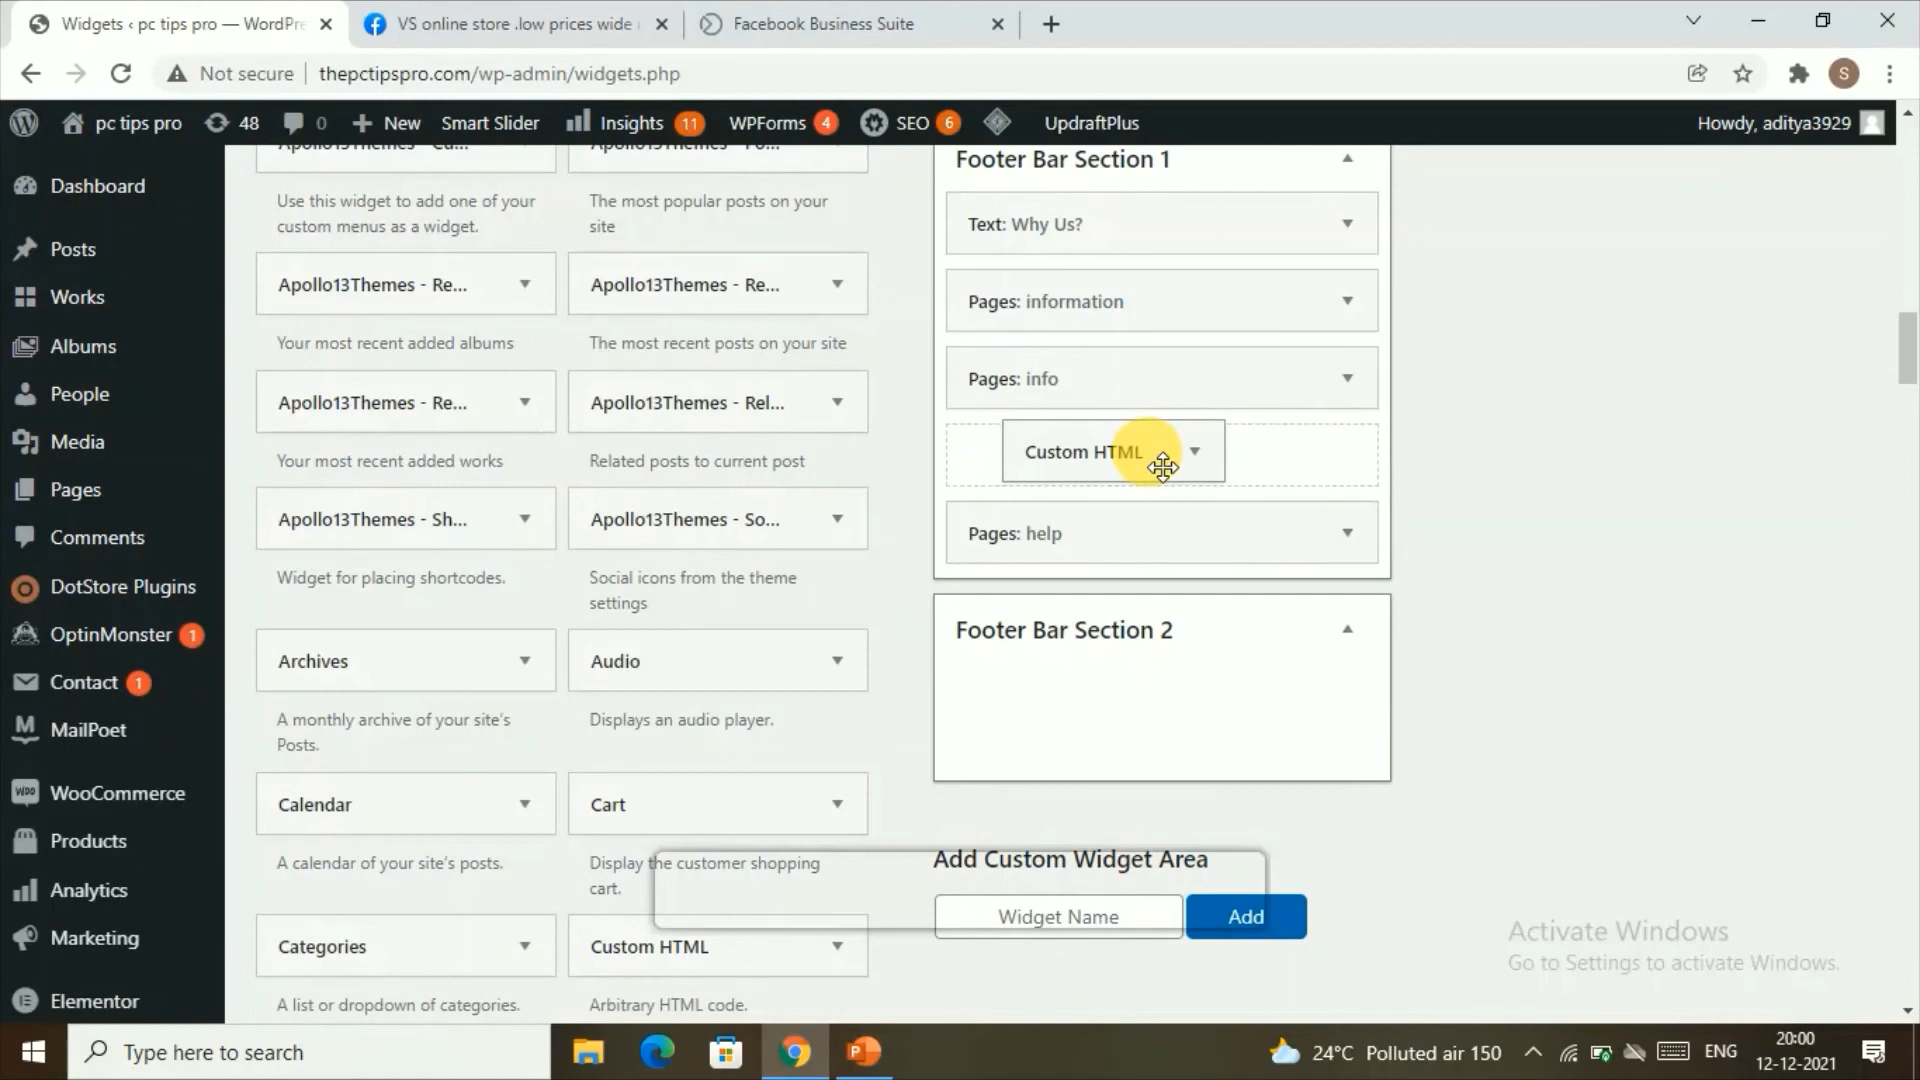 Widgets ‹ pc tips pro — WordPre
VS online store .low prices wide
Facebook Business Suite
Not secure
thepctipspro.com/wp-admin/widgets.php
S
pc tips pro
48
0
New
Smart Slider
Insights 11
WPForms 4
SEO 6
UpdraftPlus
Howdy, aditya3929
Dashboard
Posts
Works
Albums
People
Media
Pages
Comments
DotStore Plugins
OptinMonster 1
Contact 1
MailPoet
WooCommerce
Products
Analytics
Marketing
Elementor
Apollo13Themes - Cu...
Use this widget to add one of your
custom menus as a widget.
Apollo13Themes - Po...
The most popular posts on your
site
Apollo13Themes - Re...
Your most recent added albums
Apollo13Themes - Re...
The most recent posts on your site
Apollo13Themes - Re...
Your most recent added works
Apollo13Themes - Rel...
Related posts to current post
Apollo13Themes - Sh...
Widget for placing shortcodes.
Apollo13Themes - So...
Social icons from the theme
settings
Archives
A monthly archive of your site's
Posts.
Audio
Displays an audio player.
Calendar
A calendar of your site's posts.
Cart
Display the customer shopping
cart.
Categories
A list or dropdown of categories.
Custom HTML
Arbitrary HTML code.
Footer Bar Section 1
Text: Why Us?
Pages: information
Pages: info
Custom HTML
Pages: help
Footer Bar Section 2
Add Custom Widget Area
Widget Name
Add
Activate Windows
Go to Settings to activate Windows.
Type here to search
24°C Polluted air 150
ENG
20:00
12-12-2021